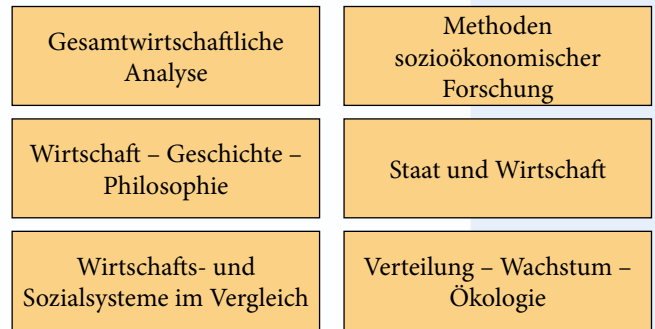 Gesamtwirtschaftliche
Analyse
Methoden
sozioökonomischer
Forschung
Wirtschaft – Geschichte –
Philosophie
Staat und Wirtschaft
Wirtschafts- und
Sozialsysteme im Vergleich
Verteilung – Wachstum –
Ökologie